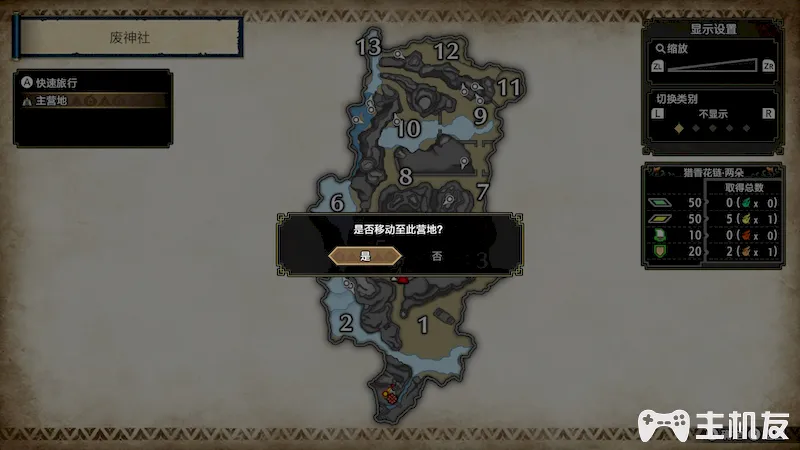 废神社
A 快速旅行
主营地
13
12
11
9
10
8
7
6
3
2
1
是否移动至此营地?
是
否
显示设置
缩放
ZL
ZR
切换类别
L
不显示
R
猎香花链·两朵
取得总数
50 0 ( x 0)
50 5 ( x 1)
10 0 ( x 0)
20 2 ( x 1)
主机友